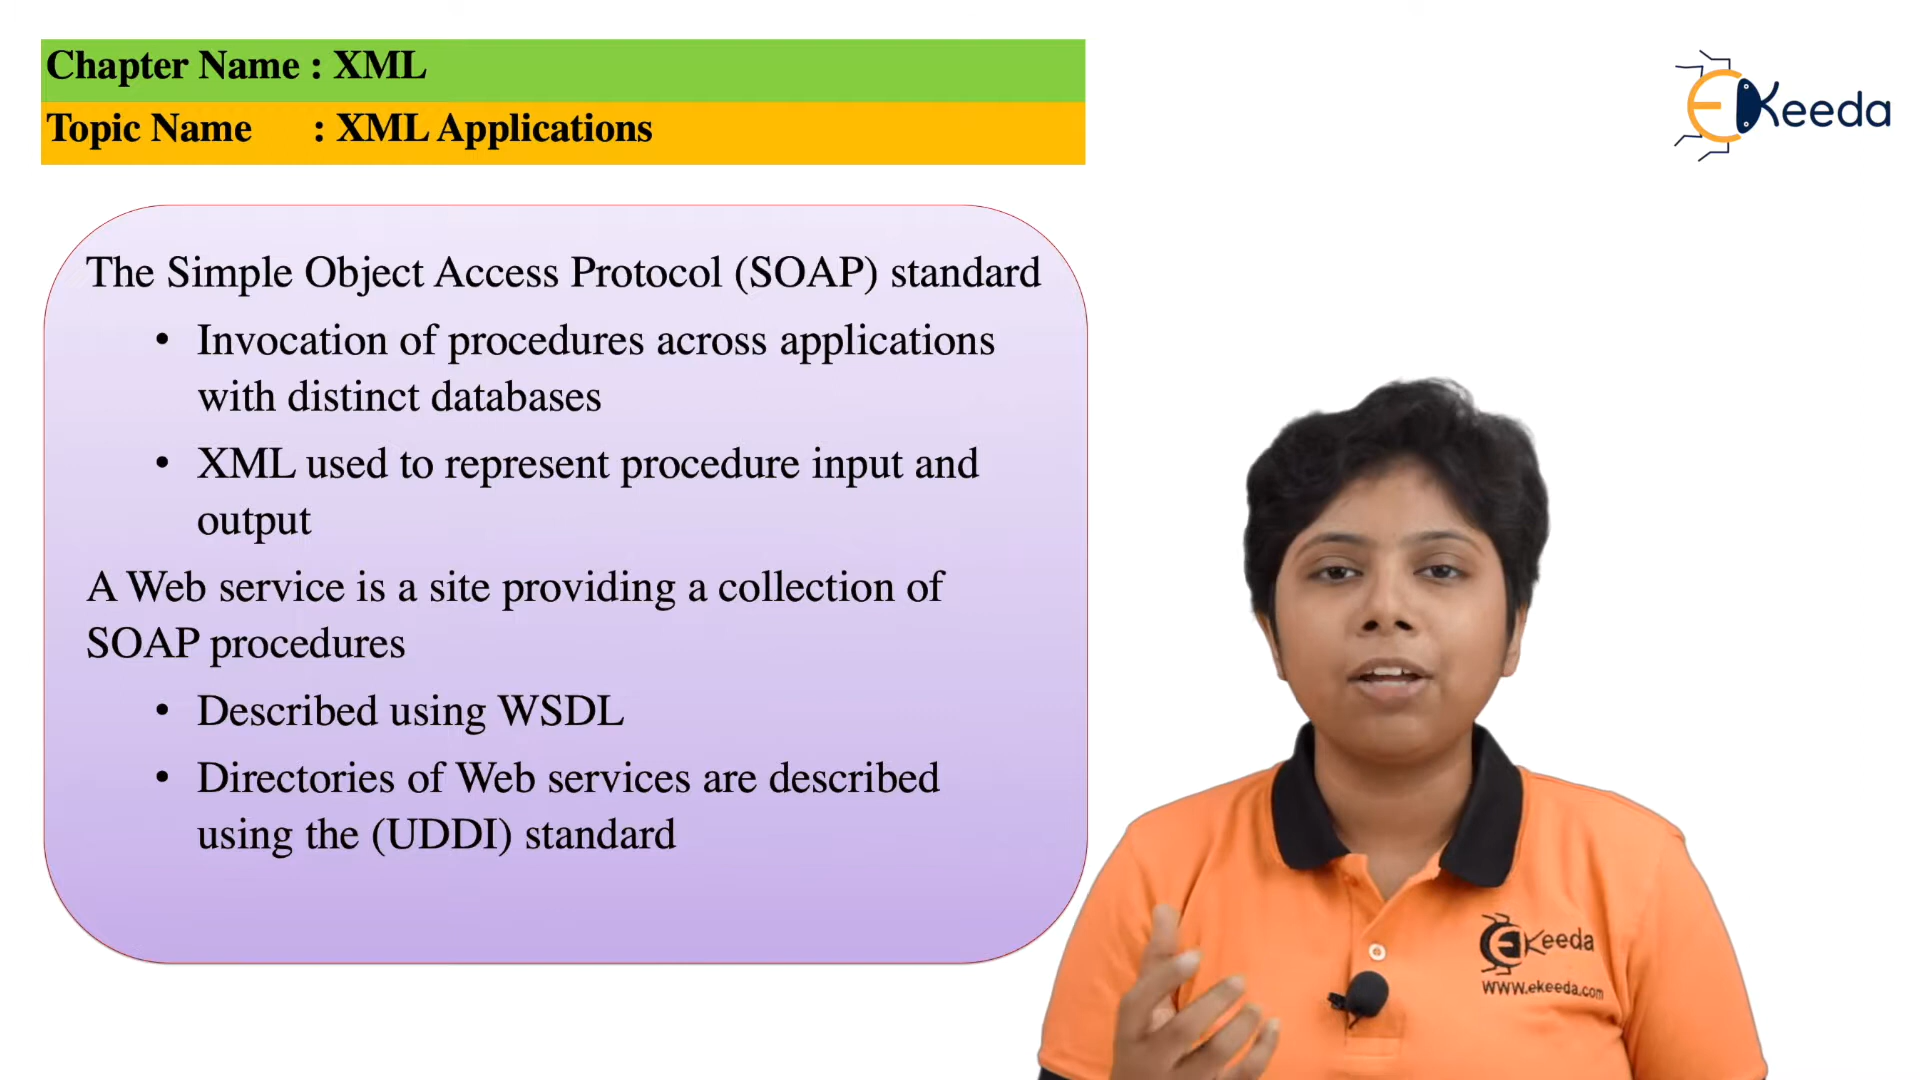 Chapter Name : XML
Topic Name : XML Applications
EKeeda
The Simple Object Access Protocol (SOAP) standard
• Invocation of procedures across applications
with distinct databases
• XML used to represent procedure input and
output
A Web service is a site providing a collection of
SOAP procedures
• Described using WSDL
• Directories of Web services are described
using the (UDDI) standard
EKeeda
www.ekeeda.com